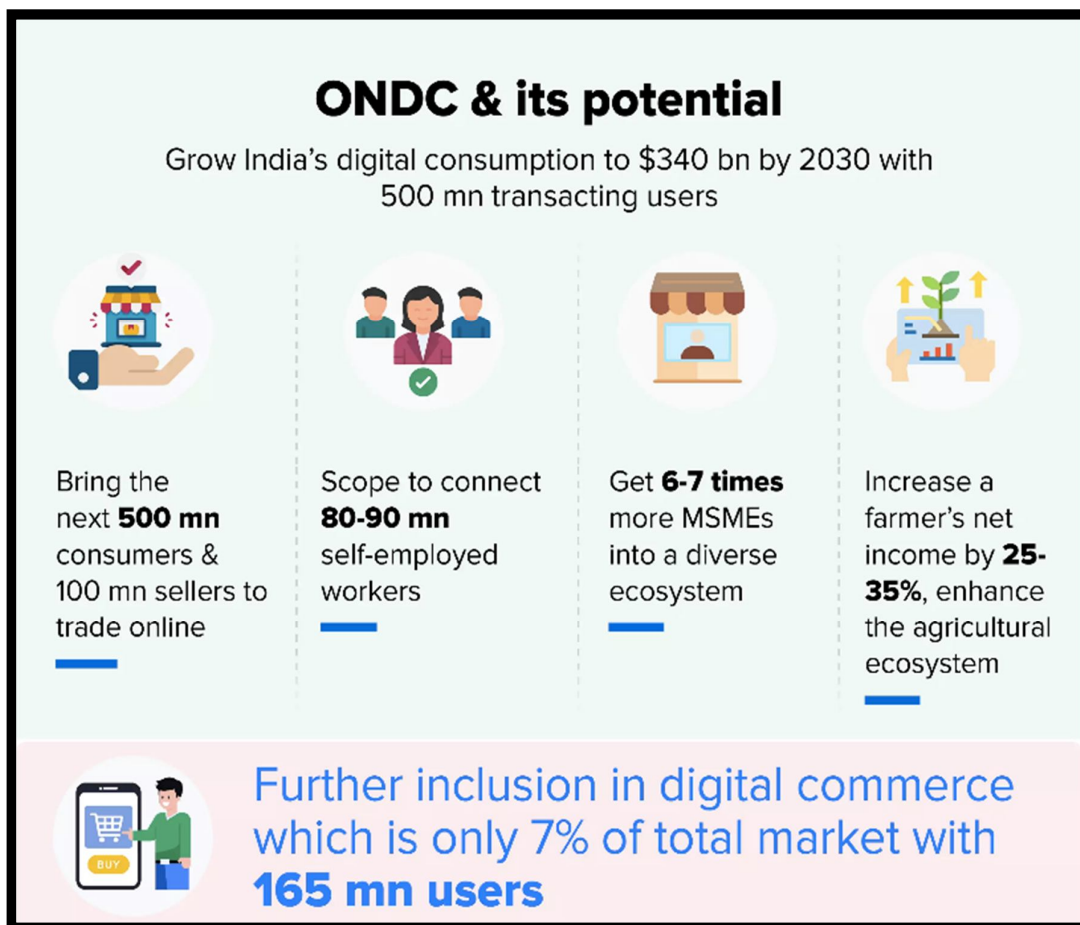 ONDC & its potential
Grow India's digital consumption to $340 bn by 2030 with
500 mn transacting users
Bring the
next 500 mn
consumers &
100 mn sellers to
trade online
Scope to connect
80-90 mn
self-employed
workers
Get 6-7 times
more MSMEs
into a diverse
ecosystem
Increase a
farmer's net
income by 25-
35%, enhance
the agricultural
ecosystem
BUY
Further inclusion in digital commerce
which is only 7% of total market with
165 mn users